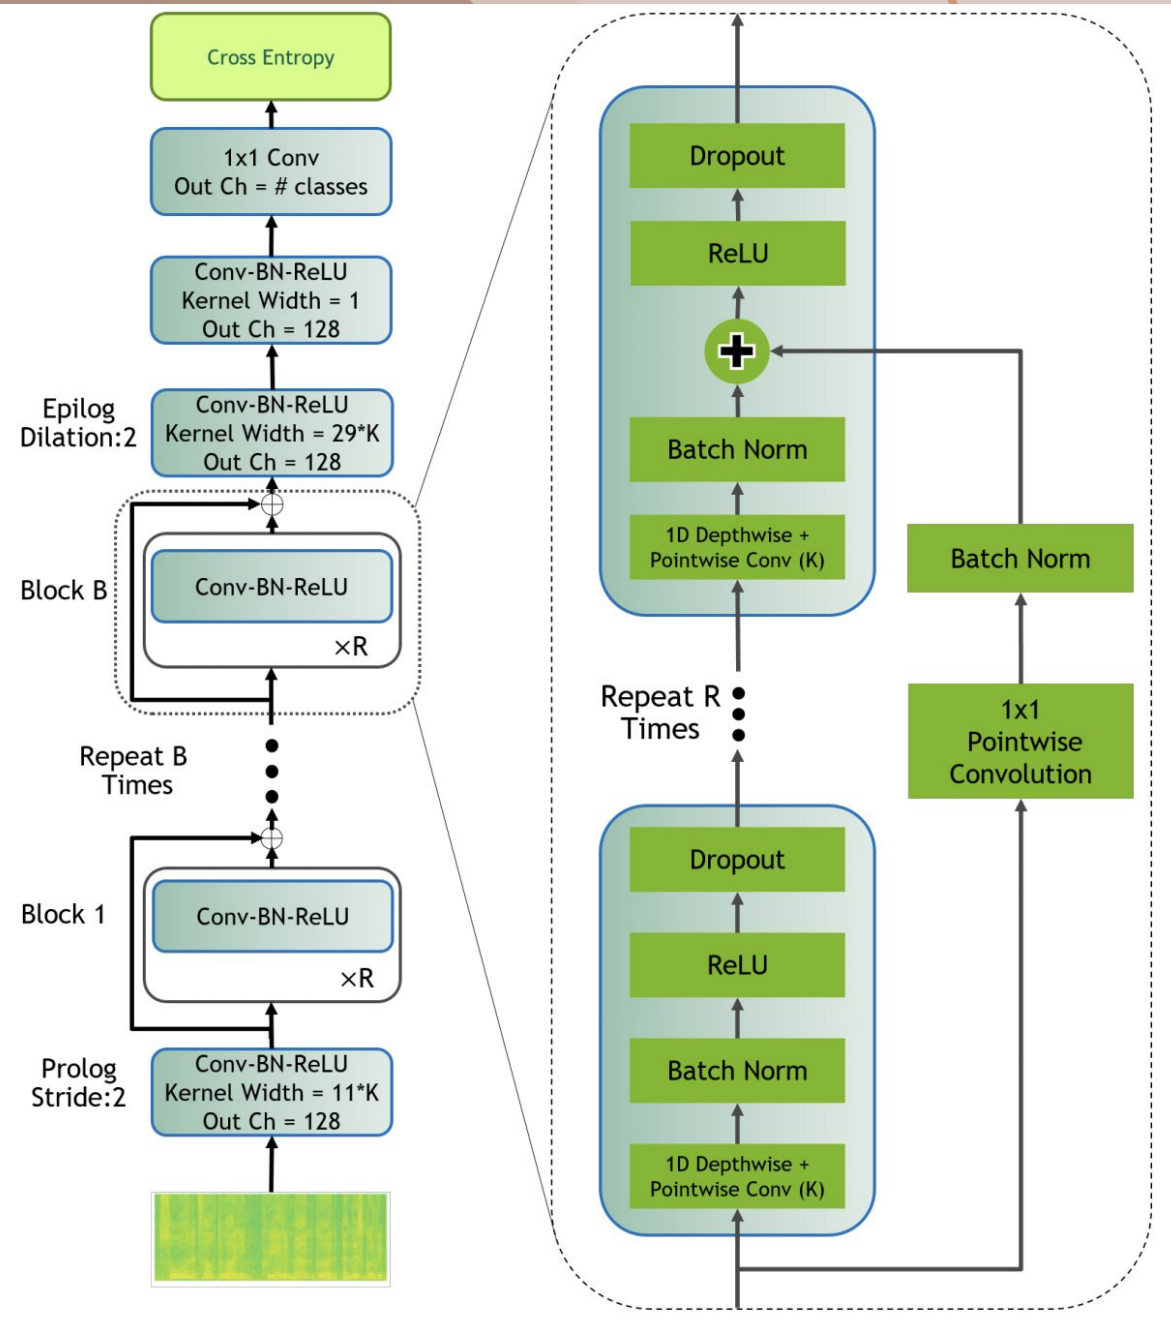 Cross Entropy
1x1 Conv
Out Ch = # classes
Conv-BN-ReLU
Kernel Width = 1
Out Ch = 128
Epilog
Dilation:2
Conv-BN-ReLU
Kernel Width = 29*K
Out Ch = 128
Block B
Conv-BN-ReLU
×R
Repeat B
Times
Block 1
Conv-BN-ReLU
×R
Prolog
Stride:2
Conv-BN-ReLU
Kernel Width = 11*K
Out Ch = 128
Dropout
ReLU
Batch Norm
1D Depthwise +
Pointwise Conv (K)
Repeat R
Times
Dropout
ReLU
Batch Norm
1D Depthwise +
Pointwise Conv (K)
Batch Norm
1x1
Pointwise
Convolution